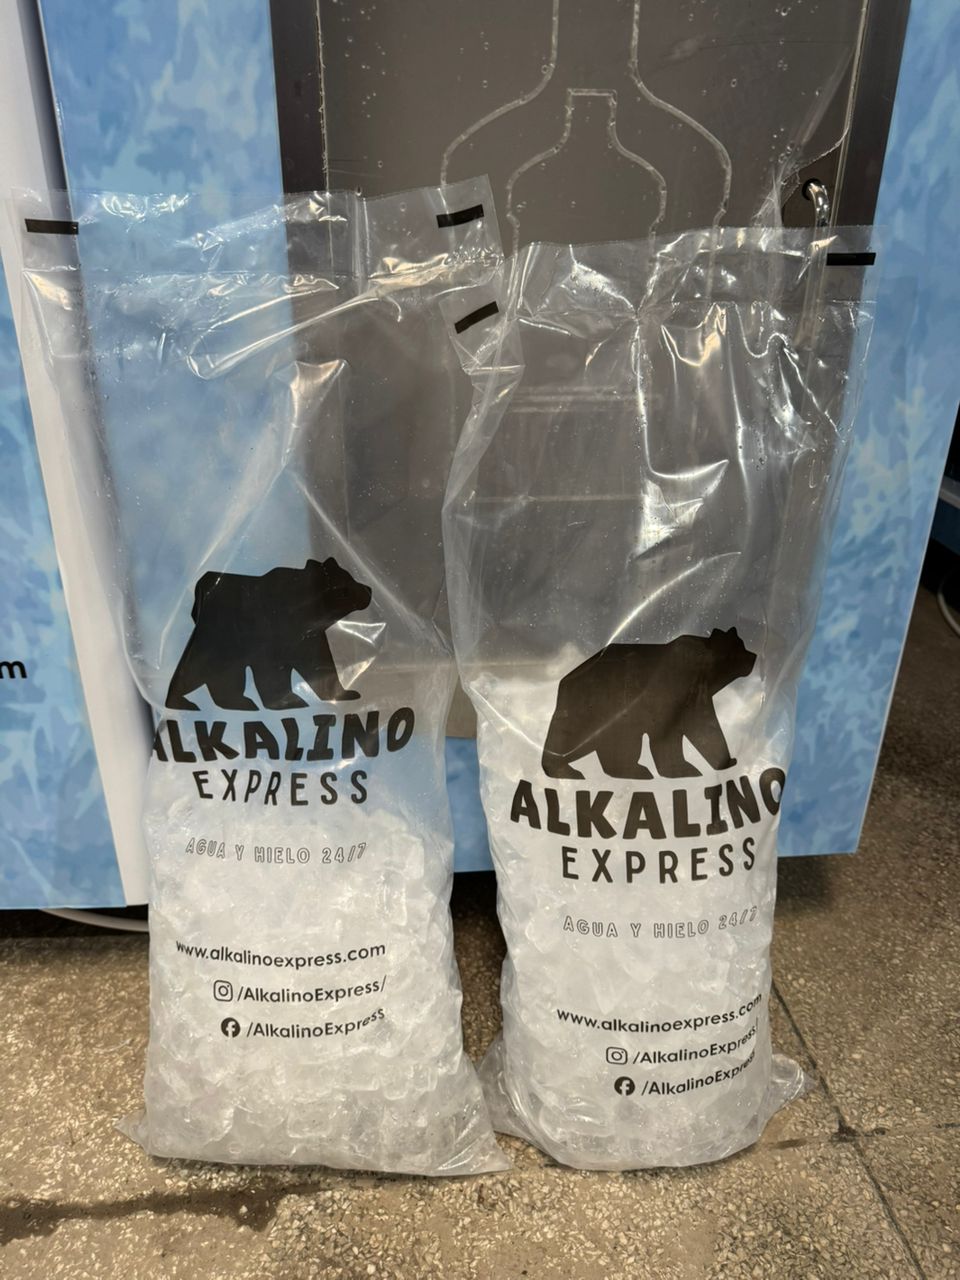 m
ALKALINO
EXPRESS
AGUA Y HIELO 24/7
www.alkalinoexpress.com
/AlkalinoExpress/
/AlkalinoExpress
ALKALINO
EXPRESS
AGUA Y HIELO 24/7
www.alkalinoexpress.com
/AlkalinoExpress/
/AlkalinoExpress